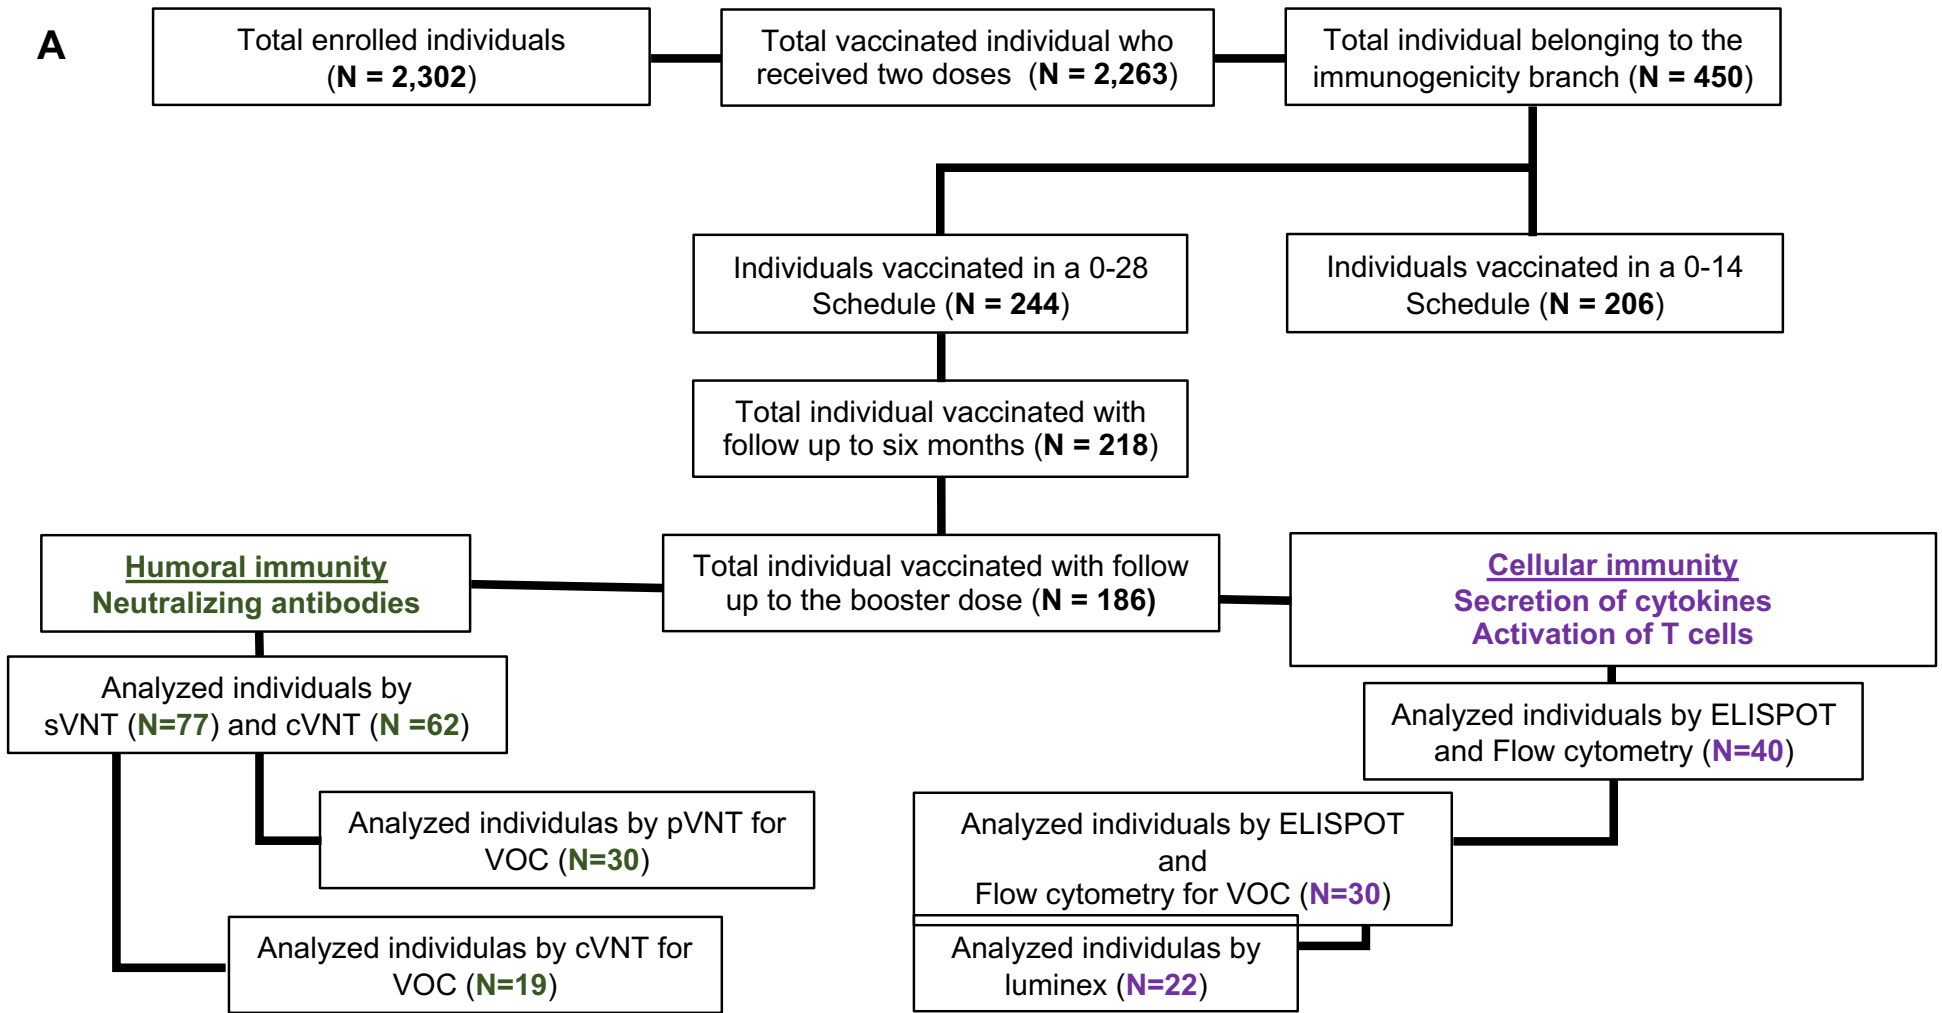 A
Total enrolled individuals
(N = 2,302)
Total vaccinated individual who
received two doses (N = 2,263)
Total individual belonging to the
immunogenicity branch (N = 450)
Individuals vaccinated in a 0-28
Schedule (N = 244)
Individuals vaccinated in a 0-14
Schedule (N = 206)
Total individual vaccinated with
follow up to six months (N = 218)
Humoral immunity
Neutralizing antibodies
Total individual vaccinated with follow
up to the booster dose (N = 186)
Cellular immunity
Secretion of cytokines
Activation of T cells
Analyzed individuals by
sVNT (N=77) and cVNT (N =62)
Analyzed individuals by ELISPOT
and Flow cytometry (N=40)
Analyzed individulas by pVNT for
VOC (N=30)
Analyzed individuals by ELISPOT
and
Flow cytometry for VOC (N=30)
Analyzed individulas by cVNT for
VOC (N=19)
Analyzed individulas by
luminex (N=22)